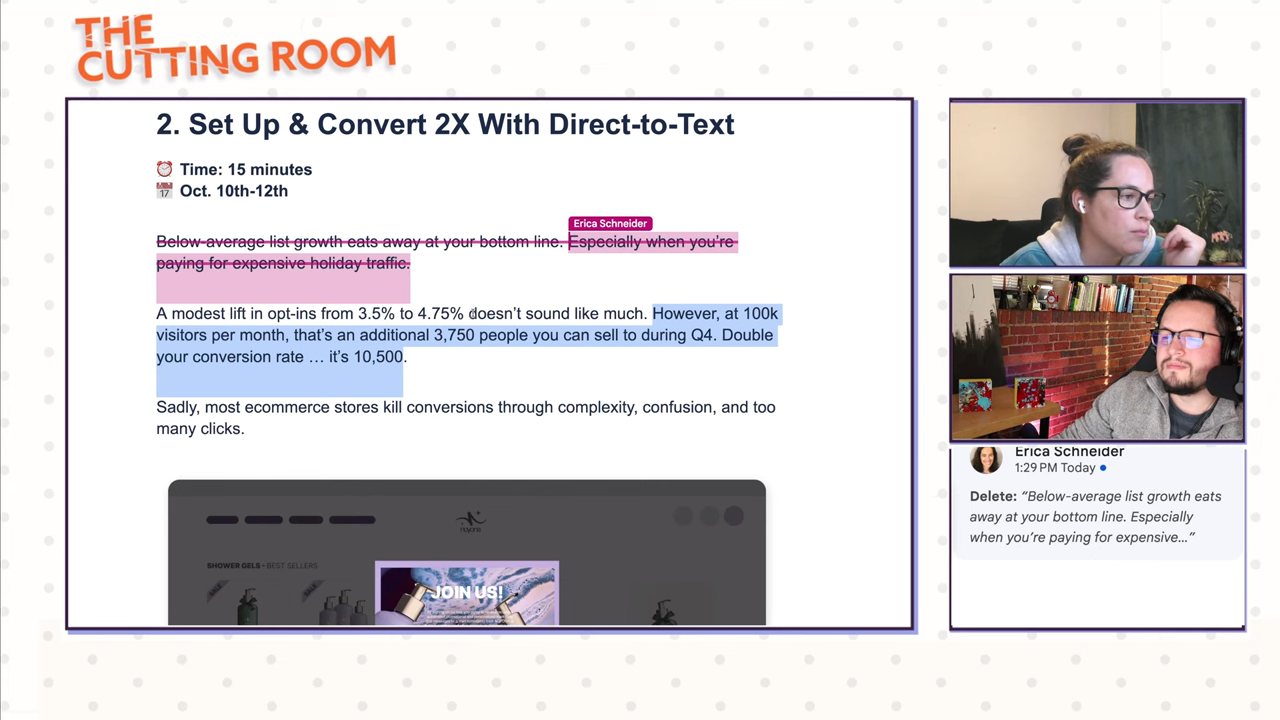 THE
CUTTING ROOM
2. Set Up & Convert 2X With Direct-to-Text
Time: 15 minutes
17 Oct. 10th-12th
Erica Schneider
Below-average list growth eats away at your bottom line. Especially when you’re
paying for expensive holiday traffic.
A modest lift in opt-ins from 3.5% to 4.75% doesn’t sound like much. However, at 100k
visitors per month, that’s an additional 3,750 people you can sell to during Q4. Double
your conversion rate … it’s 10,500.
Sadly, most ecommerce stores kill conversions through complexity, confusion, and too
many clicks.
SHOWER GELS • BEST SELLERS
SALE
SALE
JOIN US!
Erica Schneider
1:29 PM Today
Delete: “Below-average list growth eats
away at your bottom line. Especially
when you’re paying for expensive…”